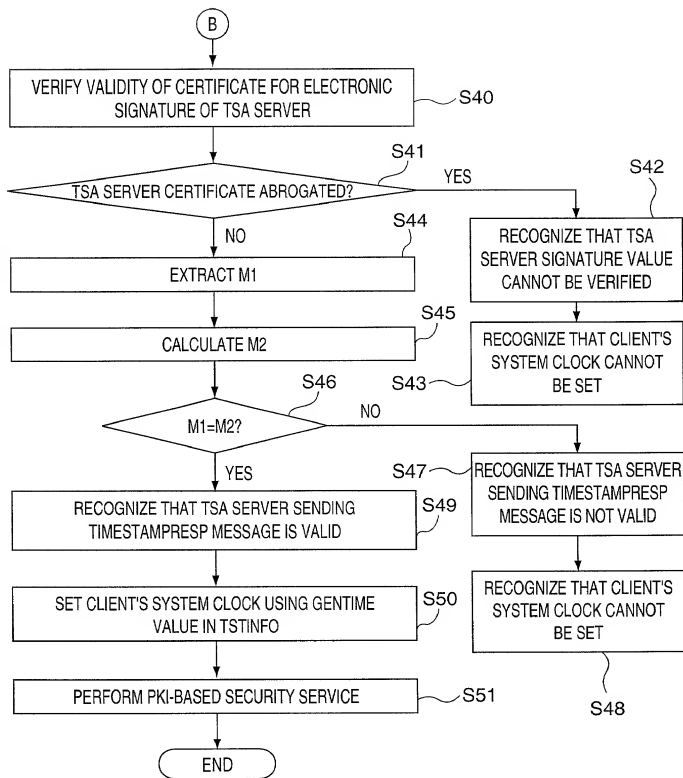 B
VERIFY VALIDITY OF CERTIFICATE FOR ELECTRONIC
SIGNATURE OF TSA SERVER
S40
S41
TSA SERVER CERTIFICATE ABROGATED?
YES
S42
RECOGNIZE THAT TSA
SERVER SIGNATURE VALUE
CANNOT BE VERIFIED
NO
S44
EXTRACT M1
RECOGNIZE THAT CLIENT'S
SYSTEM CLOCK CANNOT
BE SET
S43
S45
CALCULATE M2
S46
M1=M2?
NO
S47
RECOGNIZE THAT TSA SERVER
SENDING TIMESTAMPRESP
MESSAGE IS NOT VALID
YES
RECOGNIZE THAT TSA SERVER SENDING
TIMESTAMPRESP MESSAGE IS VALID
S49
RECOGNIZE THAT CLIENT'S
SYSTEM CLOCK CANNOT
BE SET
S48
SET CLIENT'S SYSTEM CLOCK USING GENTIME
VALUE IN TSTINFO
S50
PERFORM PKI-BASED SECURITY SERVICE
S51
END